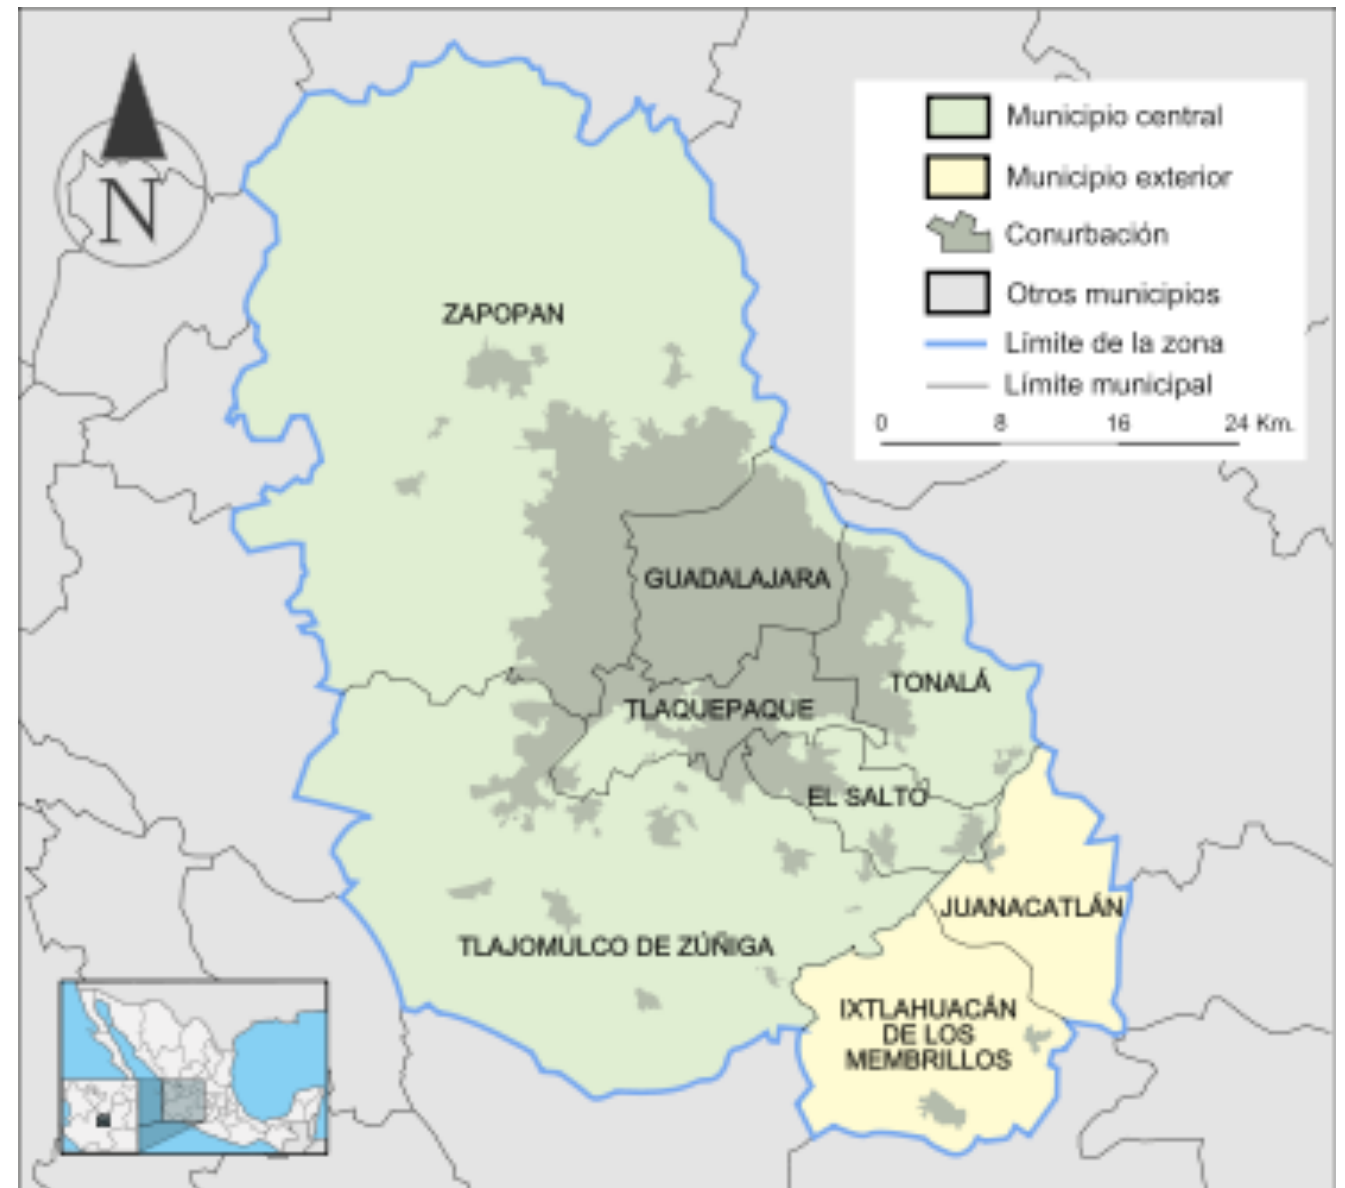 N
Municipio central
Municipio exterior
Conurbación
Otros municipios
Límite de la zona
Límite municipal
0 8 16 24 Km.
ZAPOPAN
GUADALAJARA
TONALÁ
TLAQUEPAQUE
EL SALTO
JUANACATLÁN
TLAJOMULCO DE ZÚÑIGA
IXTLAHUACÁN
DE LOS
MEMBRILLOS